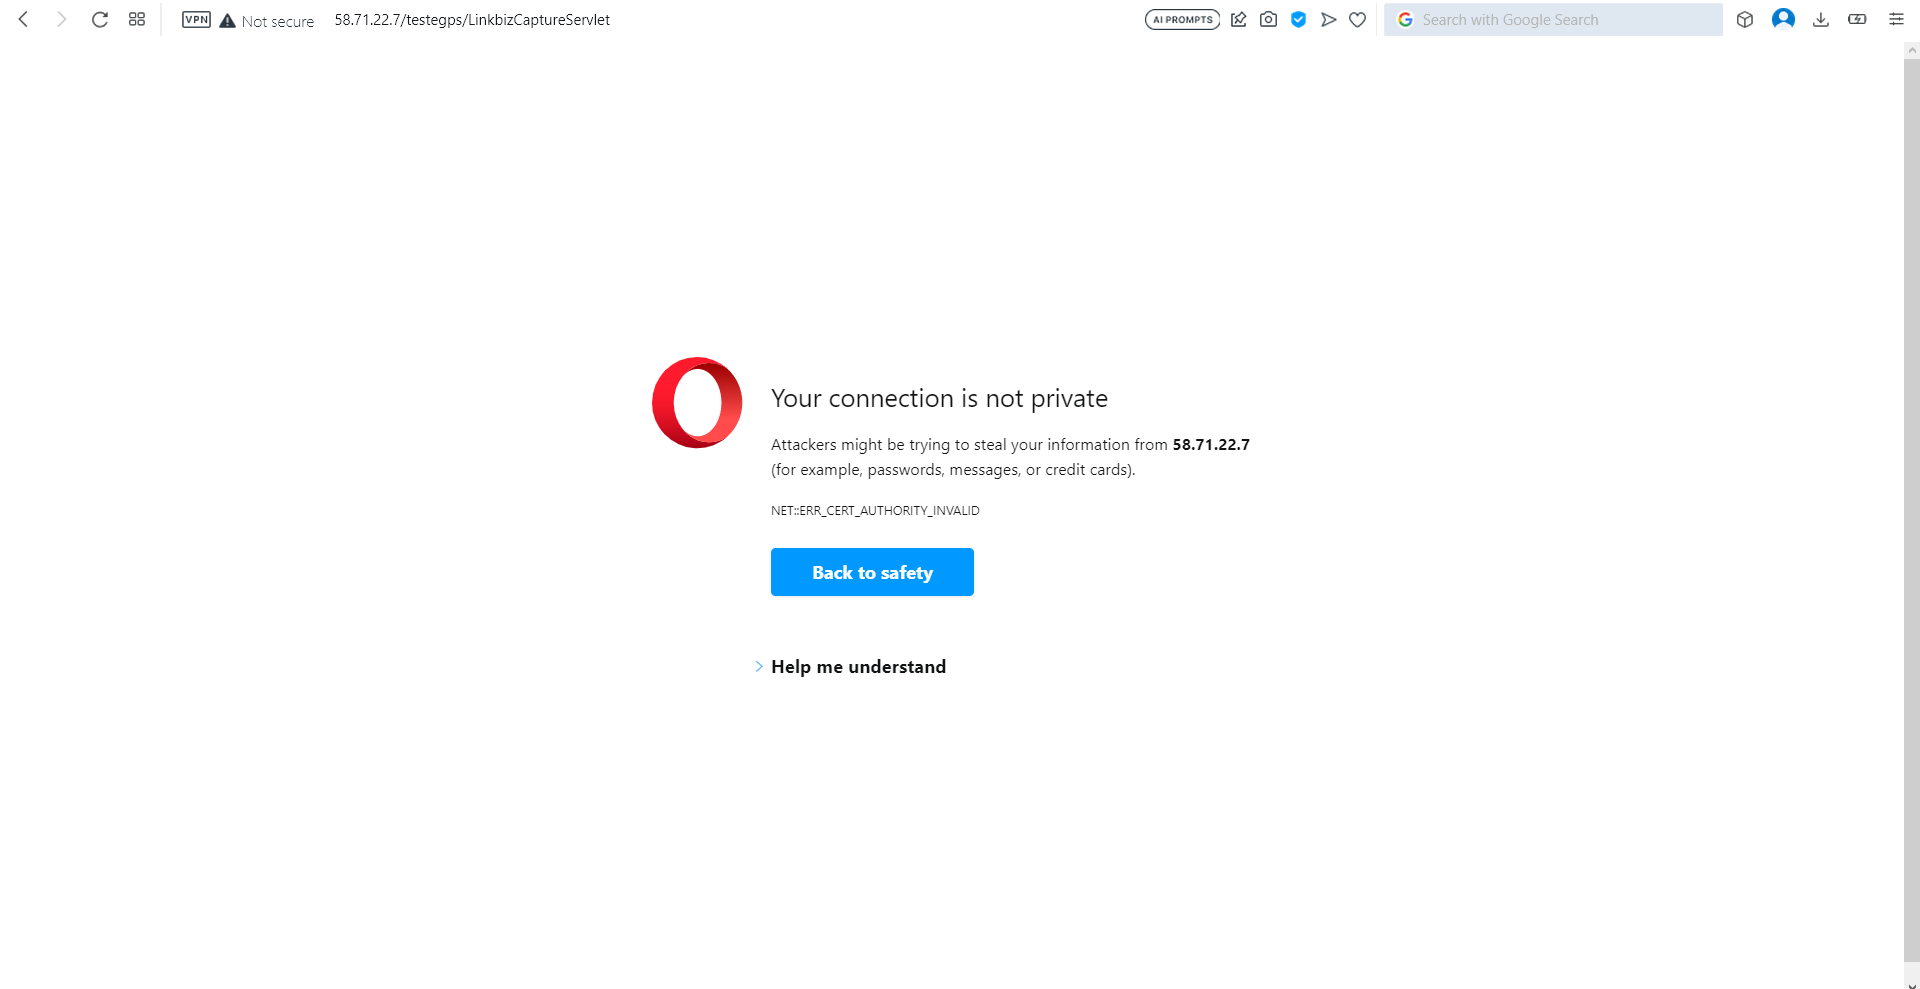 VPN Not secure 58.71.22.7/testegps/LinkbizCaptureServlet AI PROMPTS Search with Google Search
Your connection is not private
Attackers might be trying to steal your information from 58.71.22.7
(for example, passwords, messages, or credit cards).
NET::ERR_CERT_AUTHORITY_INVALID
Back to safety
Help me understand